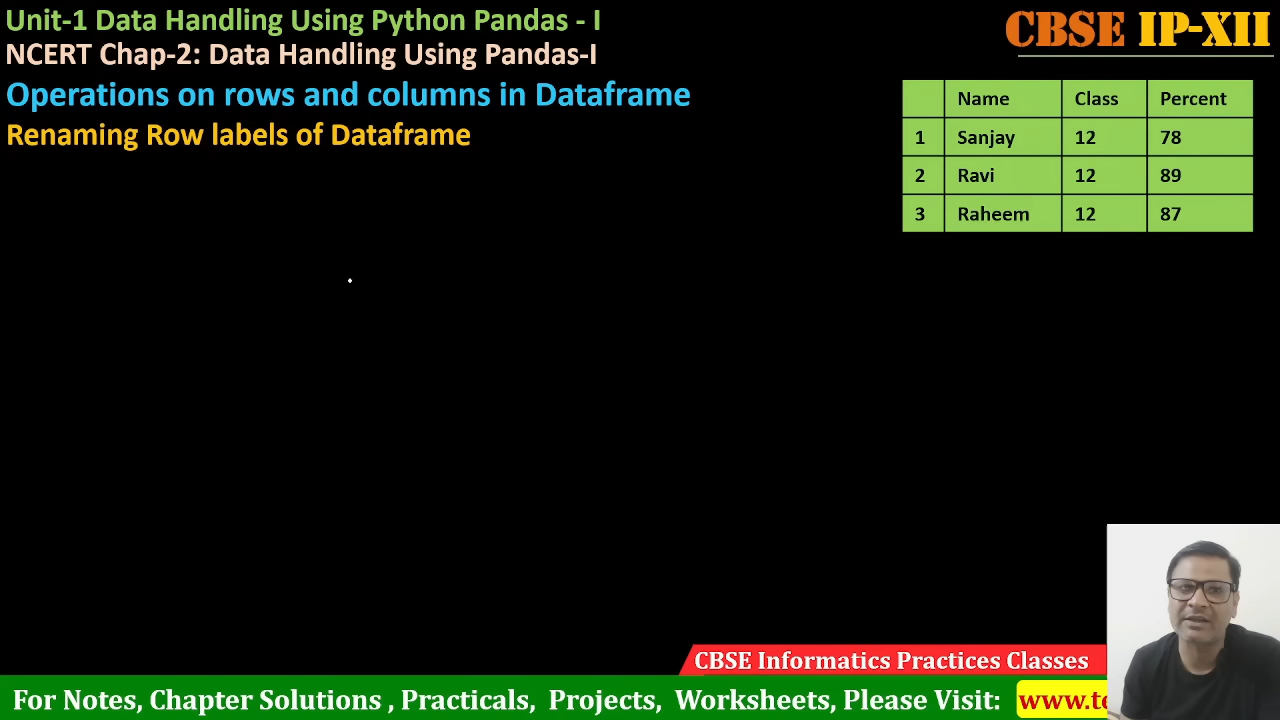 Unit-1 Data Handling Using Python Pandas - I
NCERT Chap-2: Data Handling Using Pandas-I
Operations on rows and columns in Dataframe
Renaming Row labels of Dataframe
CBSE IP-XII
Name Class Percent
1 Sanjay 12 78
2 Ravi 12 89
3 Raheem 12 87
CBSE Informatics Practices Classes
For Notes, Chapter Solutions , Practicals, Projects, Worksheets, Please Visit: